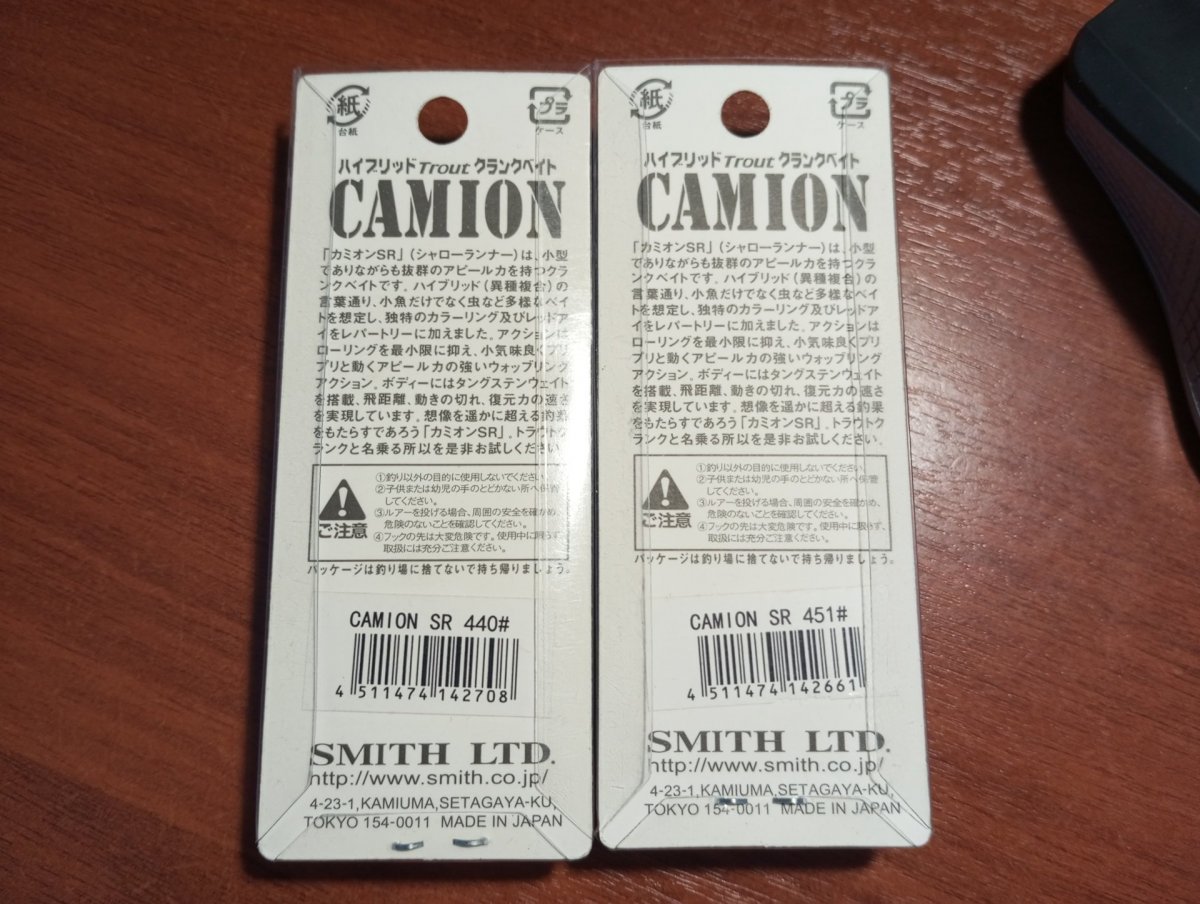 紙
台紙
プラ
ケース
ハイブリッドTroutクランクベイト
CAMION
「カミオンSR」(シャローランナー)は、小型
でありながらも抜群のアピール力を持つクラ
ンクベイトです。ハイブリッド(異種複合)の
言葉通り、小魚だけでなく虫など多様なベイ
トを想定し、独特のカラーリング及びレッドア
イをレパートリーに加えました。アクションは
ローリングを最小限に抑え、小気味良くプリ
プリと動くアピール力の強いウォップリング
アクション。ボディーにはタングステンウェイト
を搭載、飛距離、動きの切れ、復元力の速さ
を実現しています。想像を遥かに超える釣果
をもたらすであろう「カミオンSR」。トラウトク
ランクと名乗る所以を是非お試しください。
ご注意
①釣り以外の目的に使用しないでください。
②子供または幼児の手のとどかない所へ保管
してください。
③ルアーを投げる場合、周囲の安全を確かめ、
危険のないことを確認してください。
④フックの先は大変危険です。使用中に限らず、
取扱には充分ご注意ください。
パッケージは釣り場に捨てないで持ち帰りましょう。
CAMION SR 440#
4 511474 142708
SMITH LTD.
http://www.smith.co.jp/
4-23-1,KAMIUMA,SETAGAYA-KU,
TOKYO 154-0011 MADE IN JAPAN
紙
台紙
プラ
ケース
ハイブリッドTroutクランクベイト
CAMION
「カミオンSR」(シャローランナー)は、小型
でありながらも抜群のアピール力を持つクラ
ンクベイトです。ハイブリッド(異種複合)の
言葉通り、小魚だけでなく虫など多様なベイ
トを想定し、独特のカラーリング及びレッドア
イをレパートリーに加えました。アクションは
ローリングを最小限に抑え、小気味良くプリ
プリと動くアピール力の強いウォップリング
アクション。ボディーにはタングステンウェイト
を搭載、飛距離、動きの切れ、復元力の速さ
を実現しています。想像を遥かに超える釣果
をもたらすであろう「カミオンSR」。トラウトク
ランクと名乗る所以を是非お試しください。
ご注意
①釣り以外の目的に使用しないでください。
②子供または幼児の手のとどかない所へ保管
してください。
③ルアーを投げる場合、周囲の安全を確かめ、
危険のないことを確認してください。
④フックの先は大変危険です。使用中に限らず、
取扱には充分ご注意ください。
パッケージは釣り場に捨てないで持ち帰りましょう。
CAMION SR 451#
4 511474 142661
SMITH LTD.
http://www.smith.co.jp/
4-23-1,KAMIUMA,SETAGAYA-KU,
TOKYO 154-0011 MADE IN JAPAN